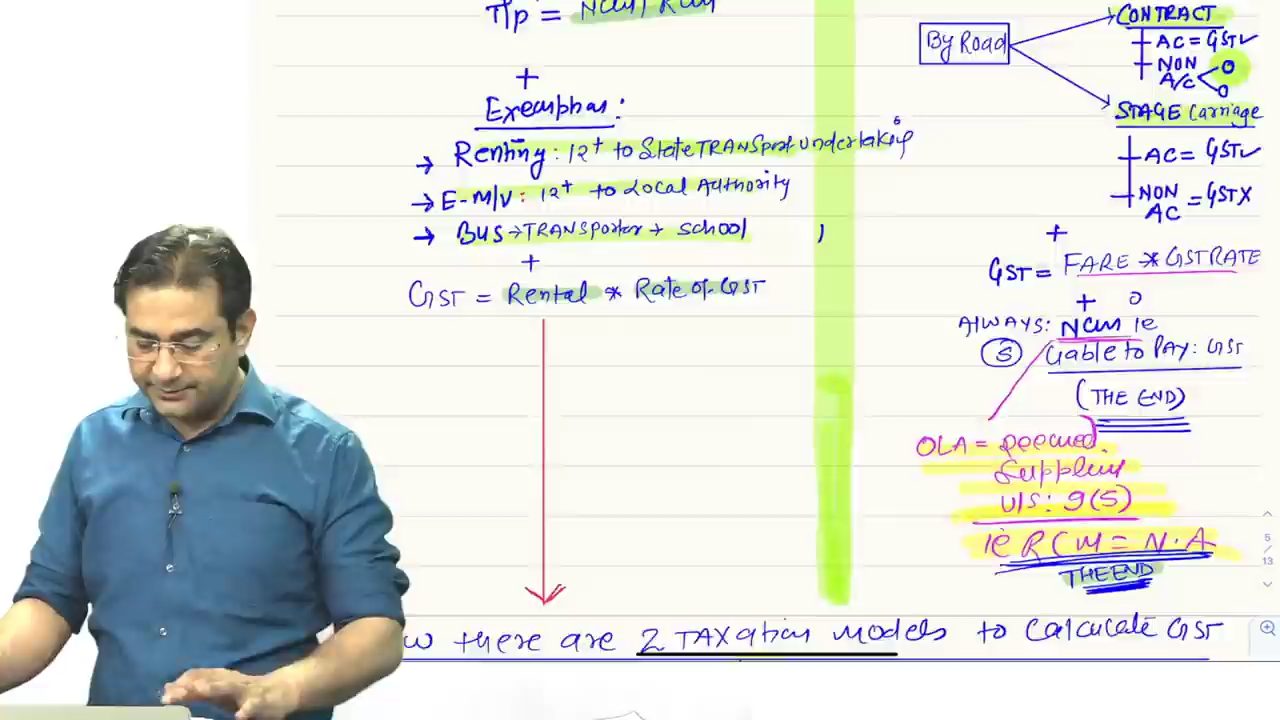 T/p = NCM / RCM
+
Exemption:
→ Renting: 12+ to State TRANSport undertaking
→ E-M/V: 12+ to Local Authority
→ BUS → TRANSPorter + School
+
GST = Rental * Rate of GST
By Road
CONTRACT
AC = GST✓
NON A/C
STAGE Carriage
AC = GST✓
NON AC = GST X
+
GST = FARE * GST RATE
+
AlWAYS: NCM ie
(S) liable to PAY: GST
(THE END)
OLA = Deemed
Supplier
U/S: 9(5)
ie RCM = N.A
THE END
w there are 2 TAXation models to calculate GST
5
/
13